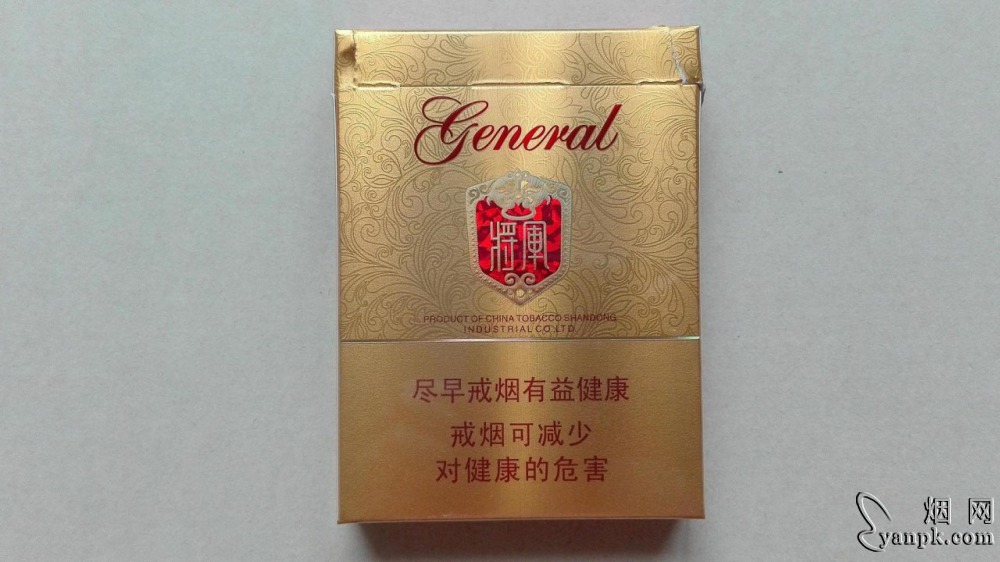 General
将軍
PRODUCT OF CHINA TOBACCO SHANDONG
INDUSTRIAL CO.LTD
尽早戒烟有益健康
戒烟可减少
对健康的危害
烟网
yanpk.com